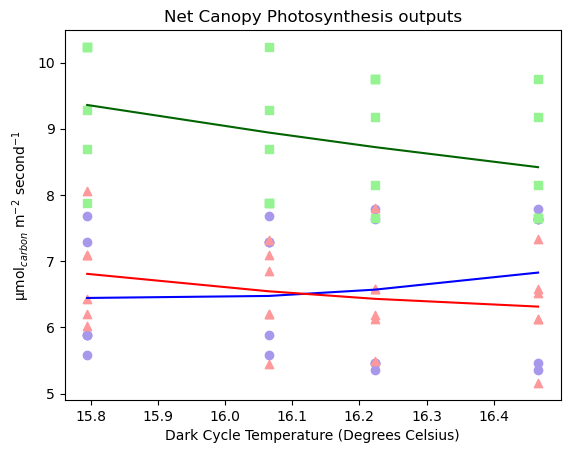 Net Canopy Photosynthesis outputs
10
9
8
7
6
5
μmol_{carbon} m^{−2} second^{−1}
15.8 15.9 16.0 16.1 16.2 16.3 16.4
Dark Cycle Temperature (Degrees Celsius)